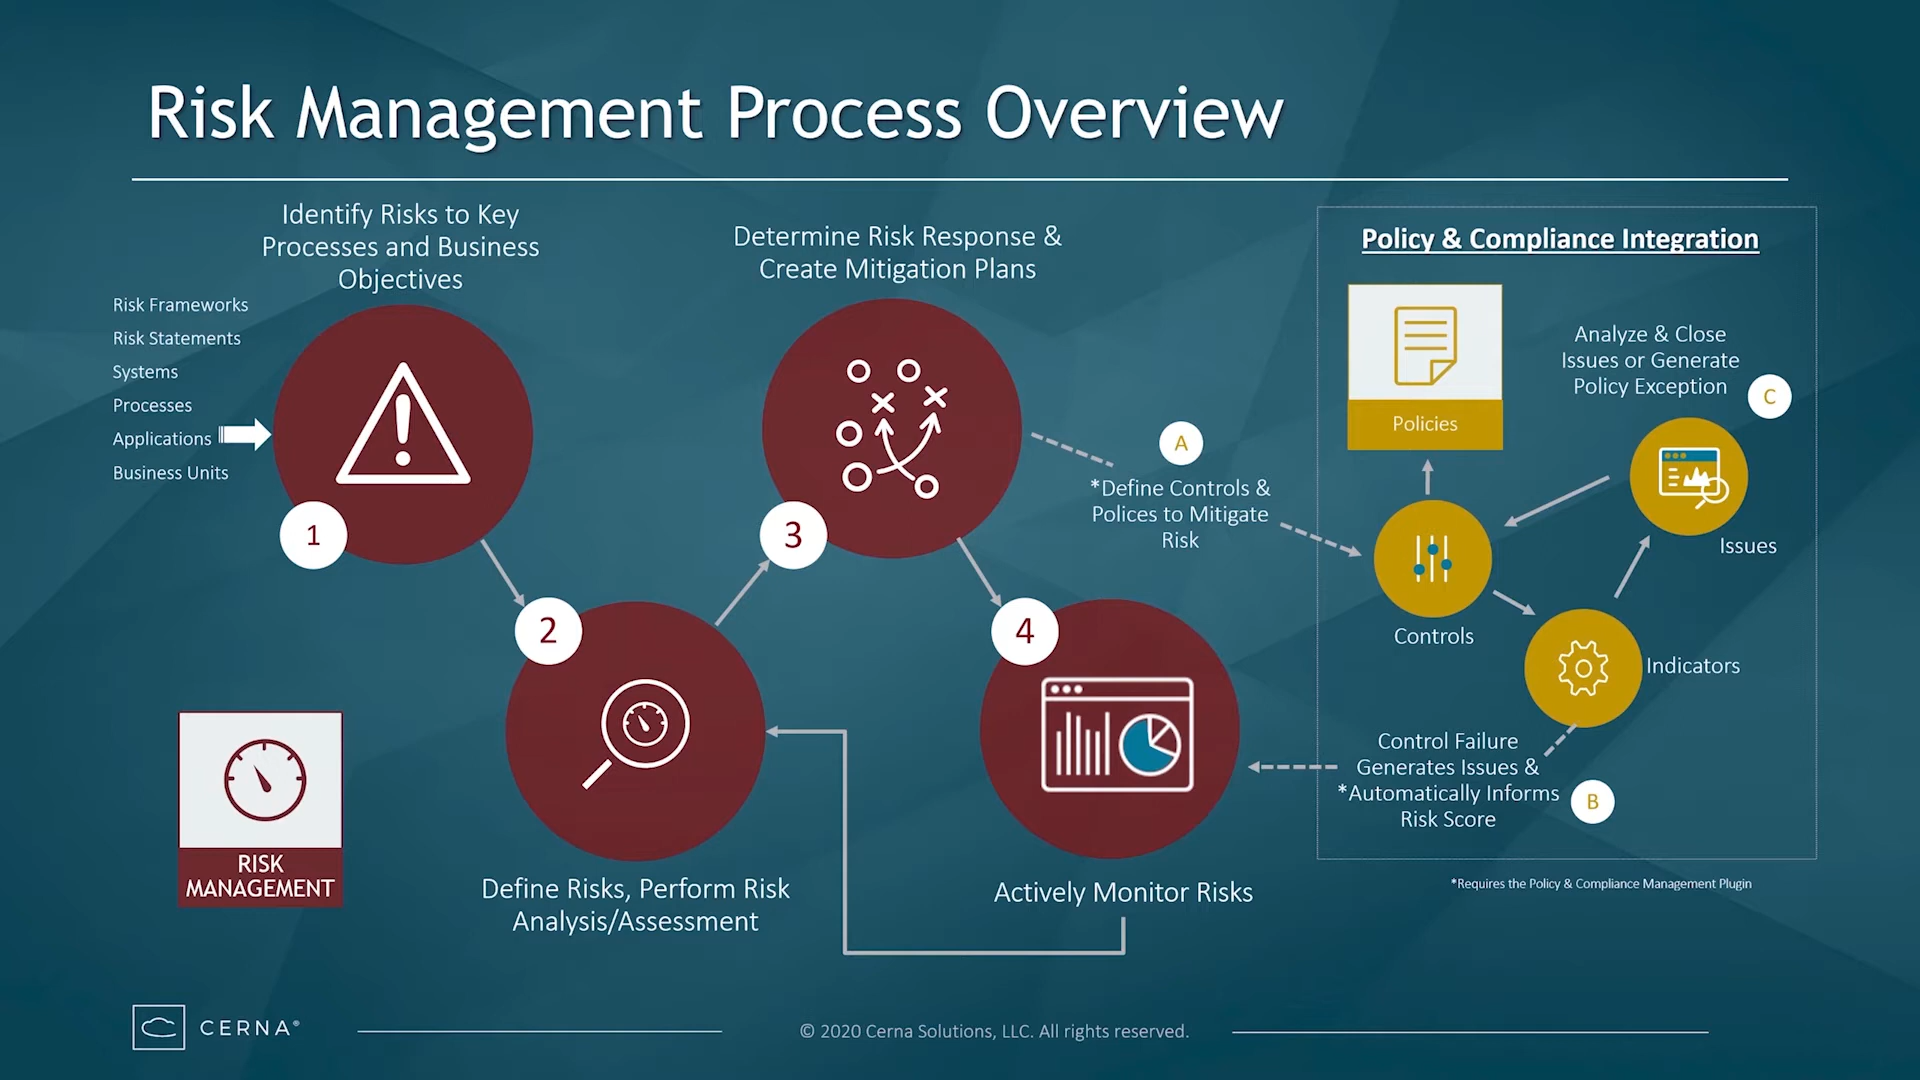 Risk Management Process Overview
Identify Risks to Key
Processes and Business
Objectives
Risk Frameworks
Risk Statements
Systems
Processes
Applications
Business Units
1
2
Define Risks, Perform Risk
Analysis/Assessment
Determine Risk Response &
Create Mitigation Plans
3
4
Actively Monitor Risks
A
*Define Controls &
Polices to Mitigate
Risk
Policy & Compliance Integration
Policies
Analyze & Close
Issues or Generate
Policy Exception
C
Issues
Controls
Indicators
Control Failure
Generates Issues &
*Automatically Informs
Risk Score
B
*Requires the Policy & Compliance Management Plugin
RISK
MANAGEMENT
CERNA®
© 2020 Cerna Solutions, LLC. All rights reserved.